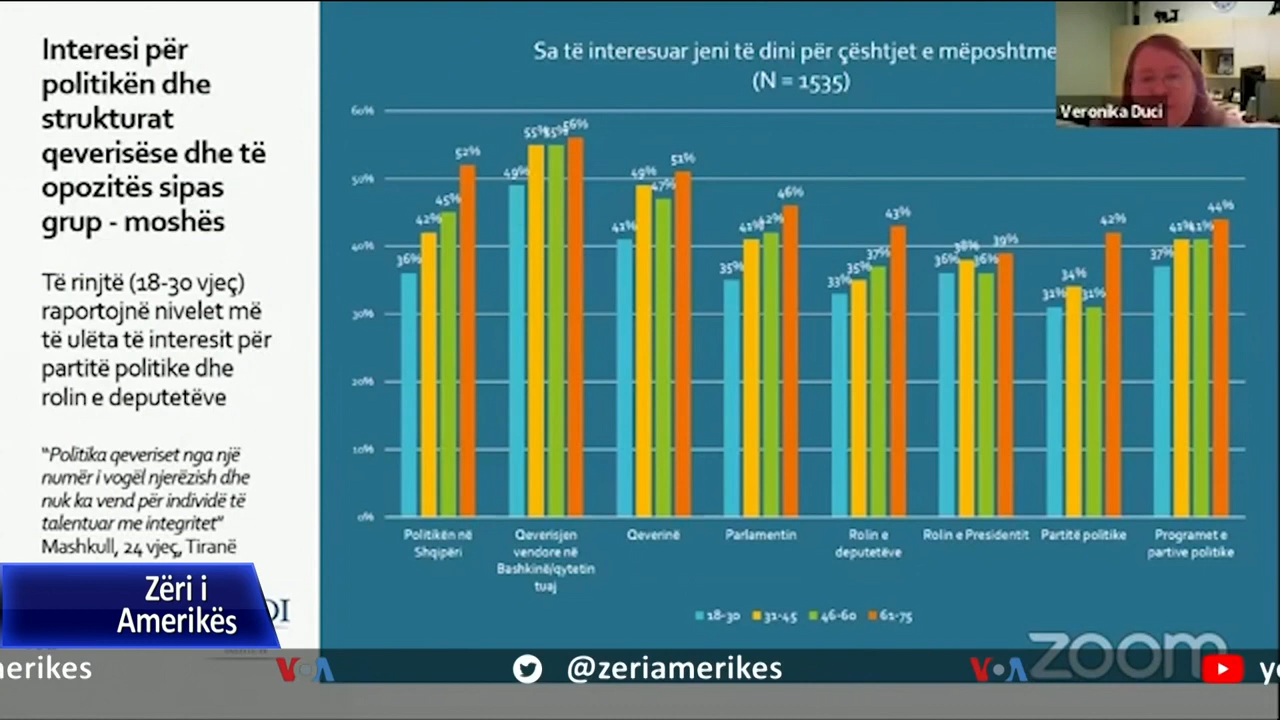 Interesi për
politikën dhe
strukturat
qeverisëse dhe të
opozitës sipas
grup - moshës
Të rinjtë (18-30 vjeç)
raportojnë nivelet më
të ulëta të interesit për
partitë politike dhe
rolin e deputetëve
"Politika qeveriset nga një
numër i vogël njerëzish dhe
nuk ka vend për individë të
talentuar me integritet"
Mashkull, 24 vjeç, Tiranë
Sa të interesuar jeni të dini për çështjet e mëposhtme
(N = 1535)
Veronika Duci
60%
50%
40%
30%
20%
10%
0%
36% 42% 45% 52%
49% 55% 55% 56%
41% 49% 47% 51%
35% 41% 42% 46%
33% 35% 37% 43%
36% 38% 36% 39%
31% 34% 31% 42%
37% 41% 41% 44%
Politikën në
Shqipëri
Qeverisjen
vendore në
Bashkinë/qytetin
tuaj
Qeverinë
Parlamentin
Rolin e
deputetëve
Rolin e Presidentit
Partitë politike
Programet e
partive politike
18-30 31-45 46-60 61-75
Zëri i
Amerikës
DI
zoom
merikes VOA @zeriamerikes VOA yo